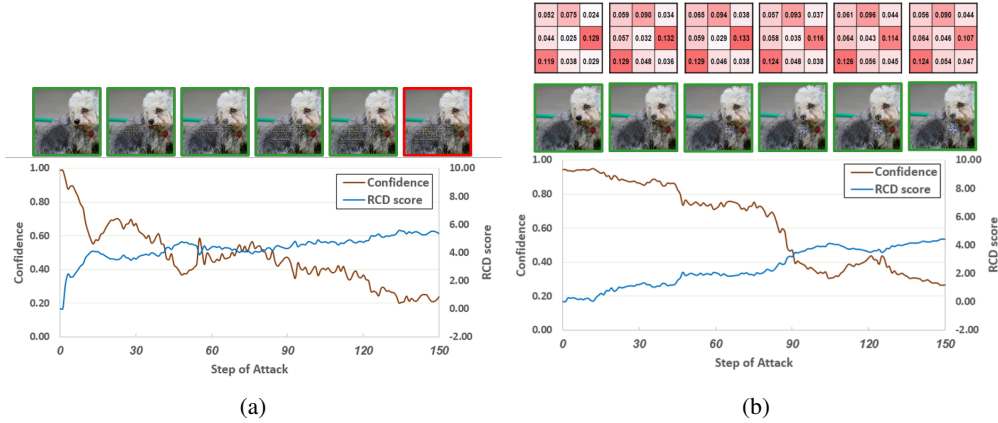 0.052 0.075 0.024
0.044 0.025 0.129
0.119 0.038 0.029
0.059 0.090 0.034
0.057 0.032 0.132
0.129 0.048 0.036
0.065 0.094 0.038
0.059 0.029 0.133
0.129 0.046 0.038
0.057 0.093 0.037
0.058 0.035 0.116
0.124 0.048 0.038
0.061 0.096 0.044
0.064 0.043 0.114
0.126 0.056 0.045
0.056 0.090 0.044
0.064 0.046 0.107
0.124 0.054 0.047
1.00
0.80
0.60
0.40
0.20
0.00
Confidence
Confidence
RCD score
10.00
8.00
6.00
4.00
2.00
0.00
-2.00
RCD score
0 30 60 90 120 150
Step of Attack
(a)
1.00
0.80
0.60
0.40
0.20
0.00
Confidence
Confidence
RCD score
10.00
8.00
6.00
4.00
2.00
0.00
-2.00
RCD score
0 30 60 90 120 150
Step of Attack
(b)